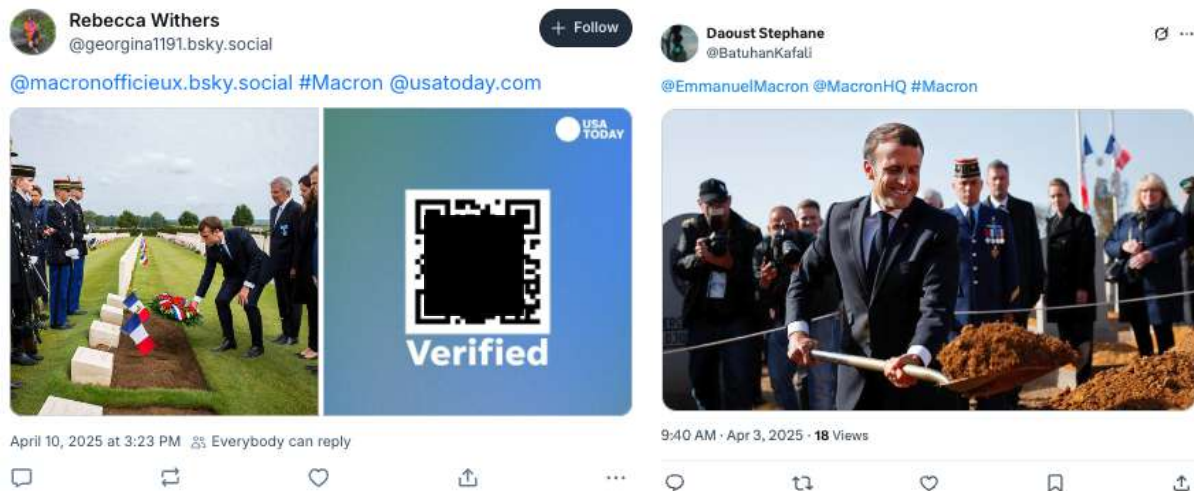 Rebecca Withers
@georgina1191.bsky.social
+ Follow
@macronofficieux.bsky.social #Macron @usatoday.com
USA
TODAY
Verified
April 10, 2025 at 3:23 PM Everybody can reply
Daoust Stephane
@BatuhanKafali
@EmmanuelMacron @MacronHQ #Macron
9:40 AM · Apr 3, 2025 · 18 Views